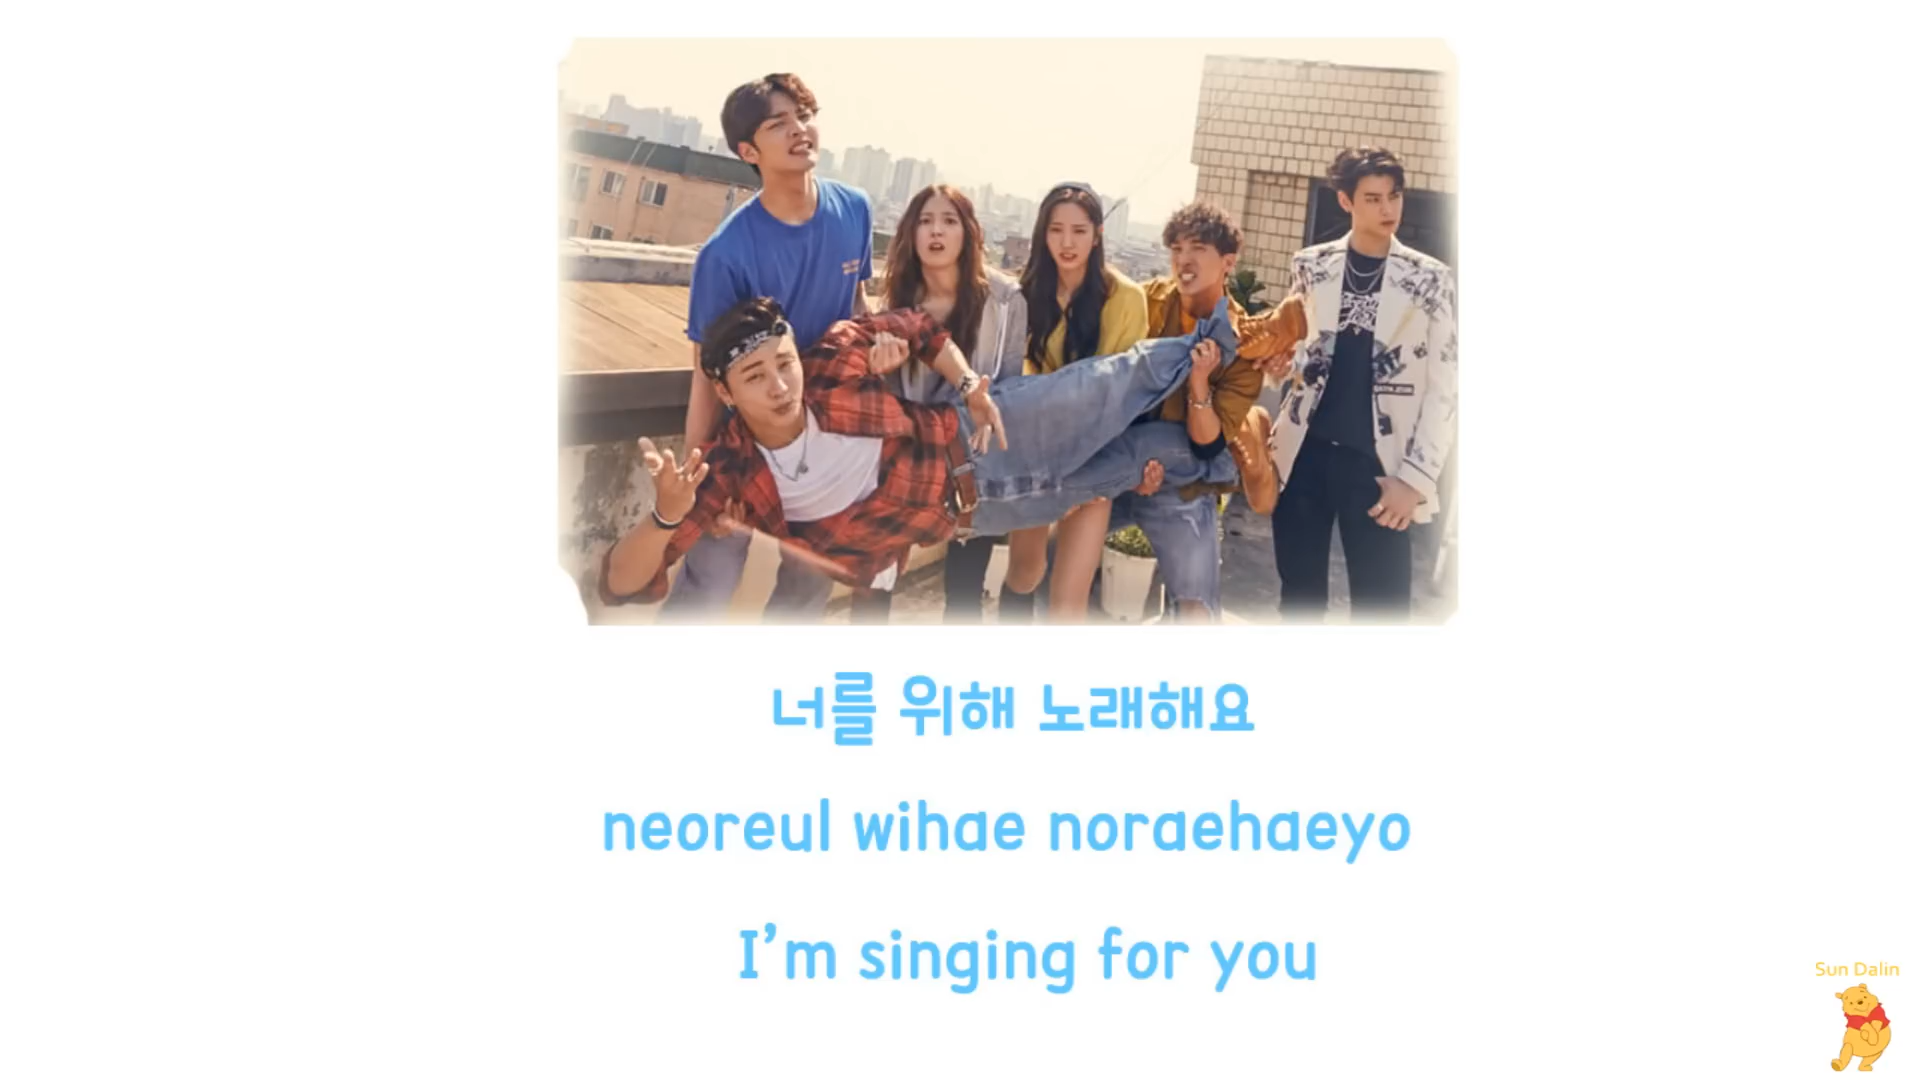 너를 위해 노래해요
neoreul wihae noraehaeyo
I'm singing for you
Sun Dalin